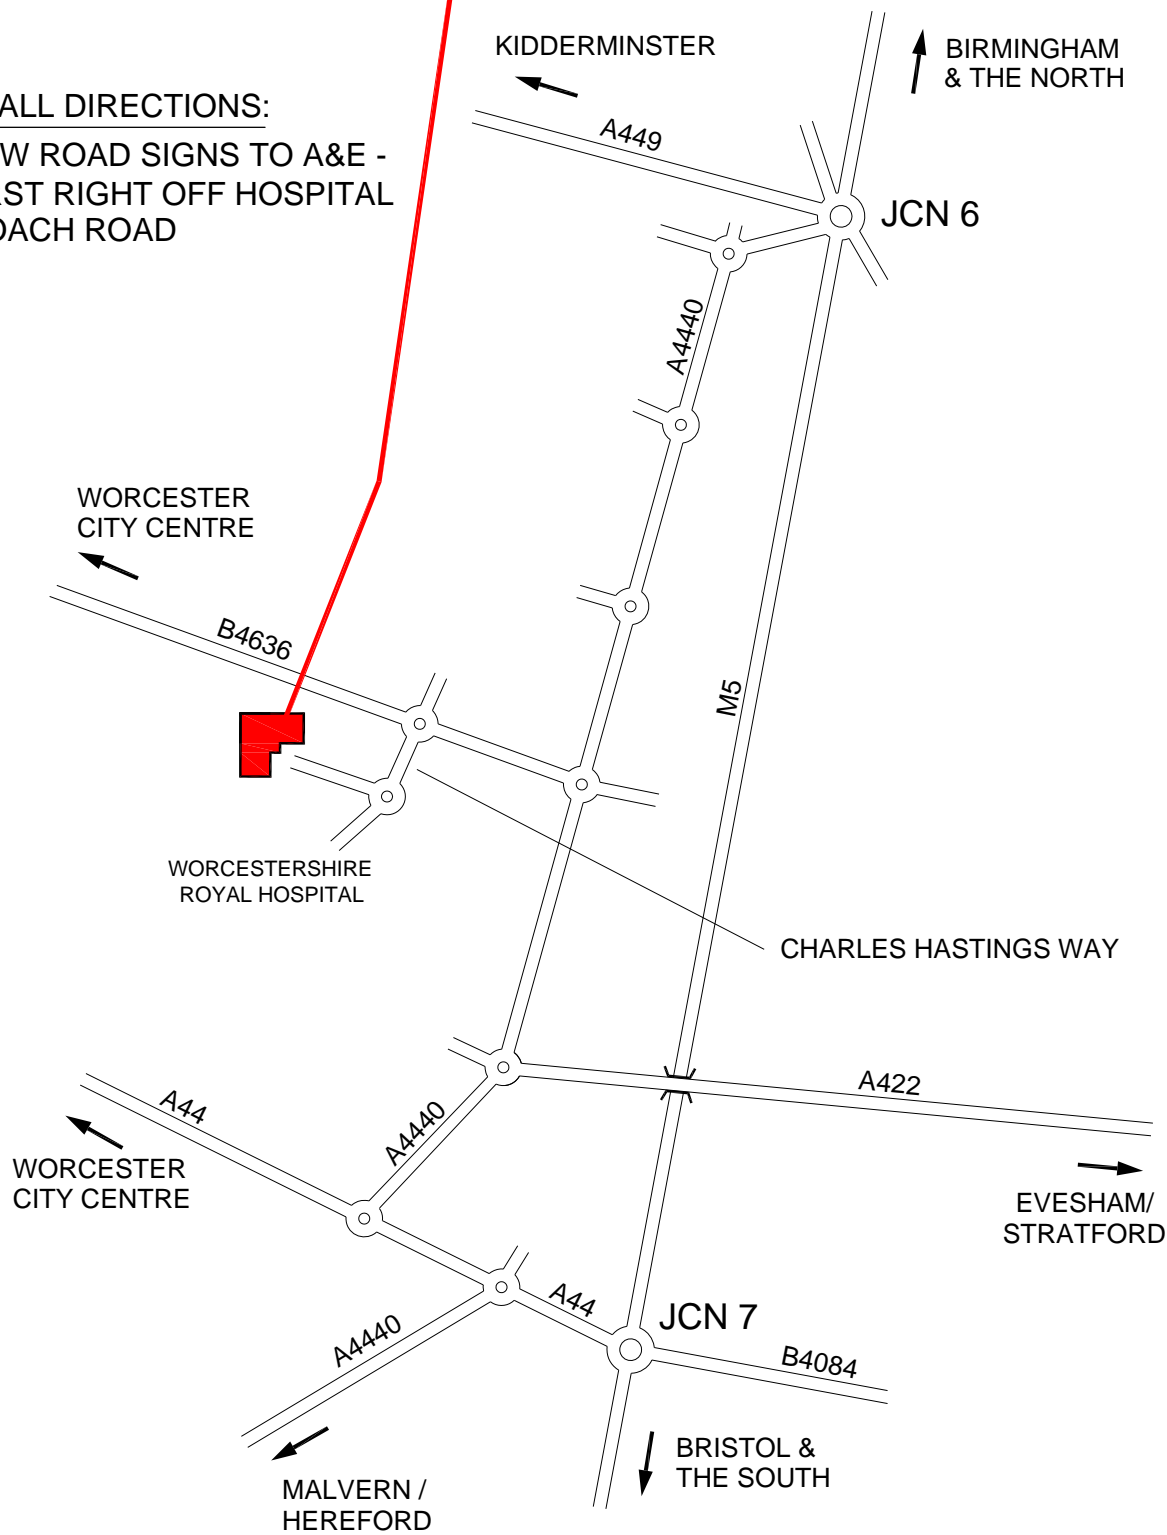 KIDDERMINSTER
BIRMINGHAM
& THE NORTH
ALL DIRECTIONS:
ROAD SIGNS TO A&E -
RIGHT OFF HOSPITAL
ROAD
A449
JCN 6
A4440
WORCESTER
CITY CENTRE
B4636
M5
WORCESTERSHIRE
ROYAL HOSPITAL
CHARLES HASTINGS WAY
A422
A44
A4440
WORCESTER
CITY CENTRE
EVESHAM/
STRATFORD
A44
JCN 7
A4440
B4084
BRISTOL &
THE SOUTH
MALVERN /
HEREFORD